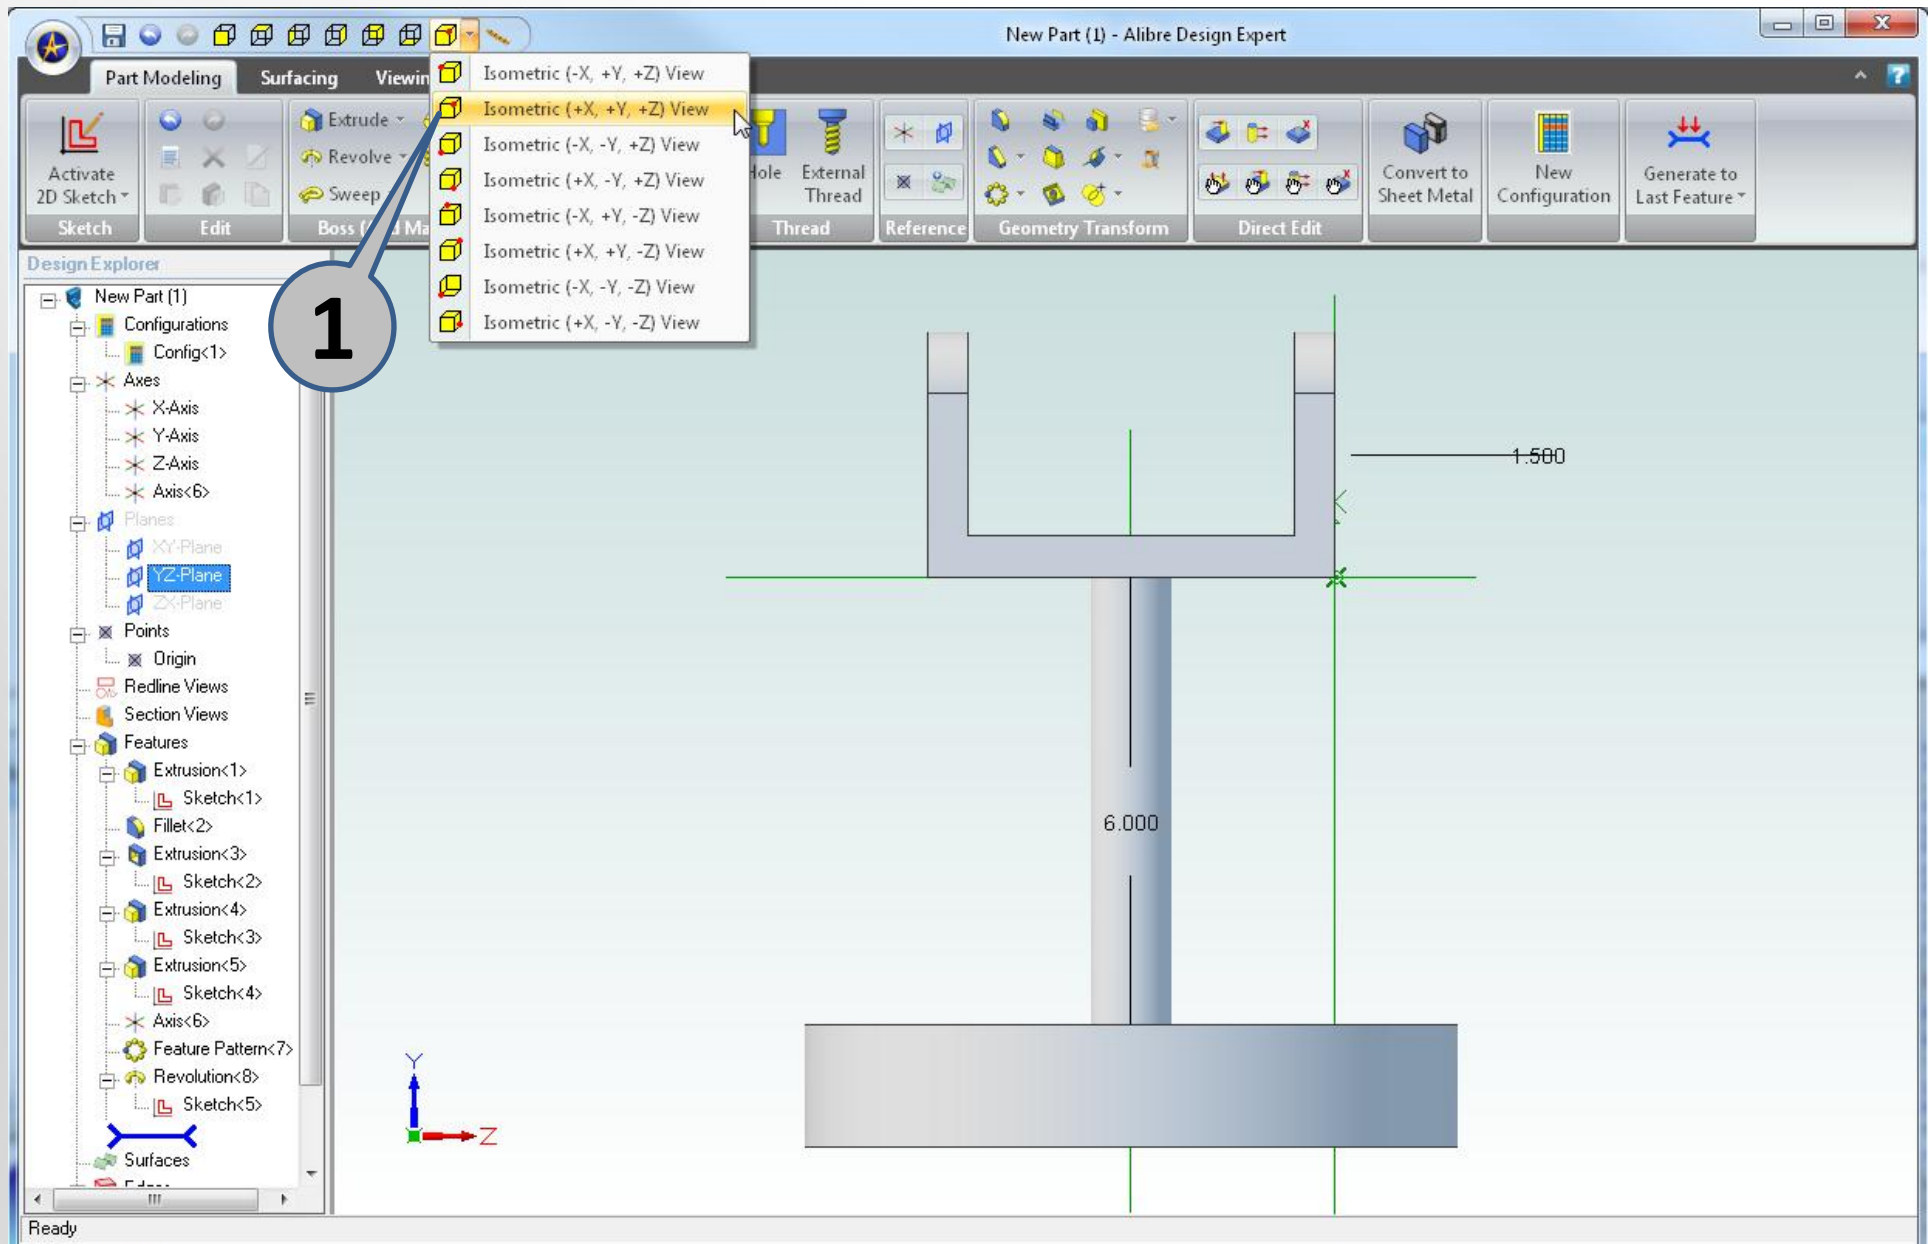 New Part (1) - Alibre Design Expert
Part Modeling
Surfacing
Isometric (-X, +Y, +Z) View
Isometric (+X, +Y, +Z) View
Isometric (-X, -Y, +Z) View
Isometric (+X, -Y, +Z) View
Isometric (-X, +Y, -Z) View
Isometric (+X, +Y, -Z) View
Isometric (-X, -Y, -Z) View
Isometric (+X, -Y, -Z) View
Activate
2D Sketch
Sketch
Edit
Extrude
Revolve
Sweep
External
Thread
Thread
Reference
Geometry Transform
Direct Edit
Convert to
Sheet Metal
New
Configuration
Generate to
Last Feature
1
Design Explorer
New Part (1)
Configurations
Config<1>
Axes
X-Axis
Y-Axis
Z-Axis
Axis<6>
Planes
XY-Plane
YZ-Plane
ZX-Plane
Points
Origin
Redline Views
Section Views
Features
Extrusion<1>
Sketch<1>
Fillet<2>
Extrusion<3>
Sketch<2>
Extrusion<4>
Sketch<3>
Extrusion<5>
Sketch<4>
Axis<6>
Feature Pattern<7>
Revolution<8>
Sketch<5>
Surfaces
1.500
6.000
Y
Z
Ready